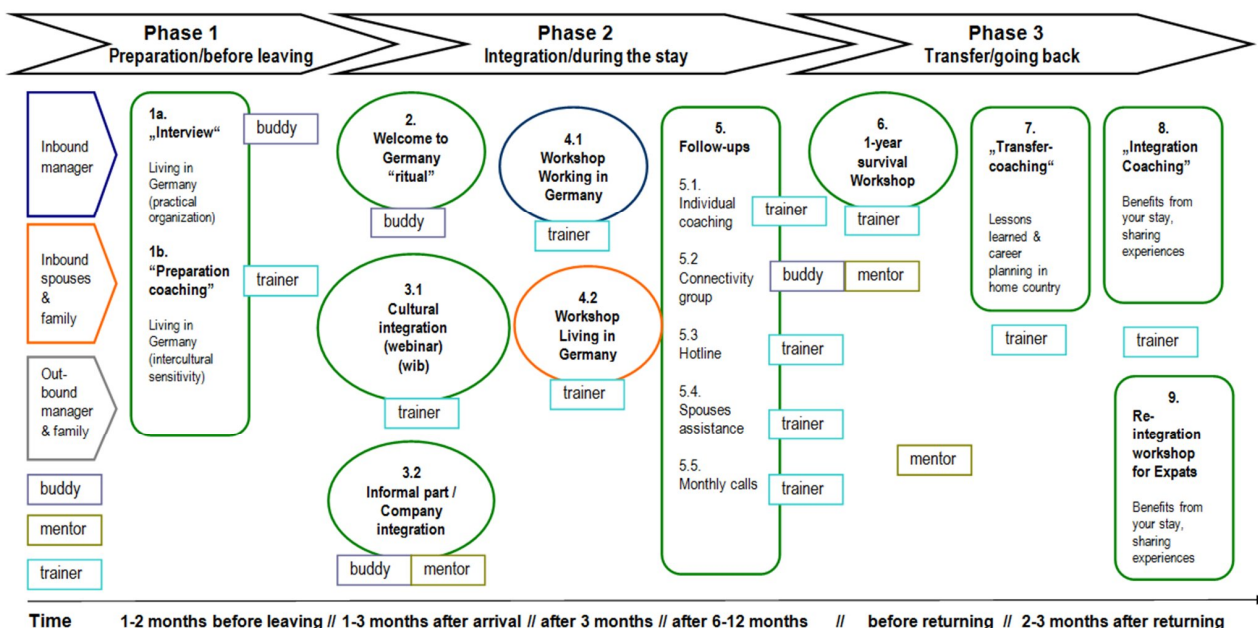 Phase 1
Preparation/before leaving
Phase 2
Integration/during the stay
Phase 3
Transfer/going back
Inbound
manager
Inbound
spouses
&
family
Out-
bound
manager
& family
buddy
mentor
trainer
1a.
„Interview“
Living in
Germany
(practical
organization)
1b.
“Preparation
coaching”
Living in
Germany
(intercultural
sensitivity)
buddy
trainer
2.
Welcome to
Germany
“ritual”
buddy
3.1
Cultural
integration
(webinar)
(wib)
trainer
3.2
Informal part /
Company
integration
buddy
mentor
4.1
Workshop
Working in
Germany
trainer
4.2
Workshop
Living in
Germany
trainer
5.
Follow-ups
5.1.
Individual
coaching
trainer
5.2
Connectivity
group
buddy
mentor
5.3
Hotline
trainer
5.4.
Spouses
assistance
trainer
5.5.
Monthly calls
trainer
6.
1-year
survival
Workshop
trainer
mentor
7.
„Transfer-
coaching“
Lessons
learned &
career
planning in
home country
trainer
8.
„Integration
Coaching”
Benefits from
your stay,
sharing
experiences
trainer
9.
Re-
integration
workshop
for Expats
Benefits from
your stay,
sharing
experiences
Time 1-2 months before leaving // 1-3 months after arrival // after 3 months // after 6-12 months // before returning // 2-3 months after returning